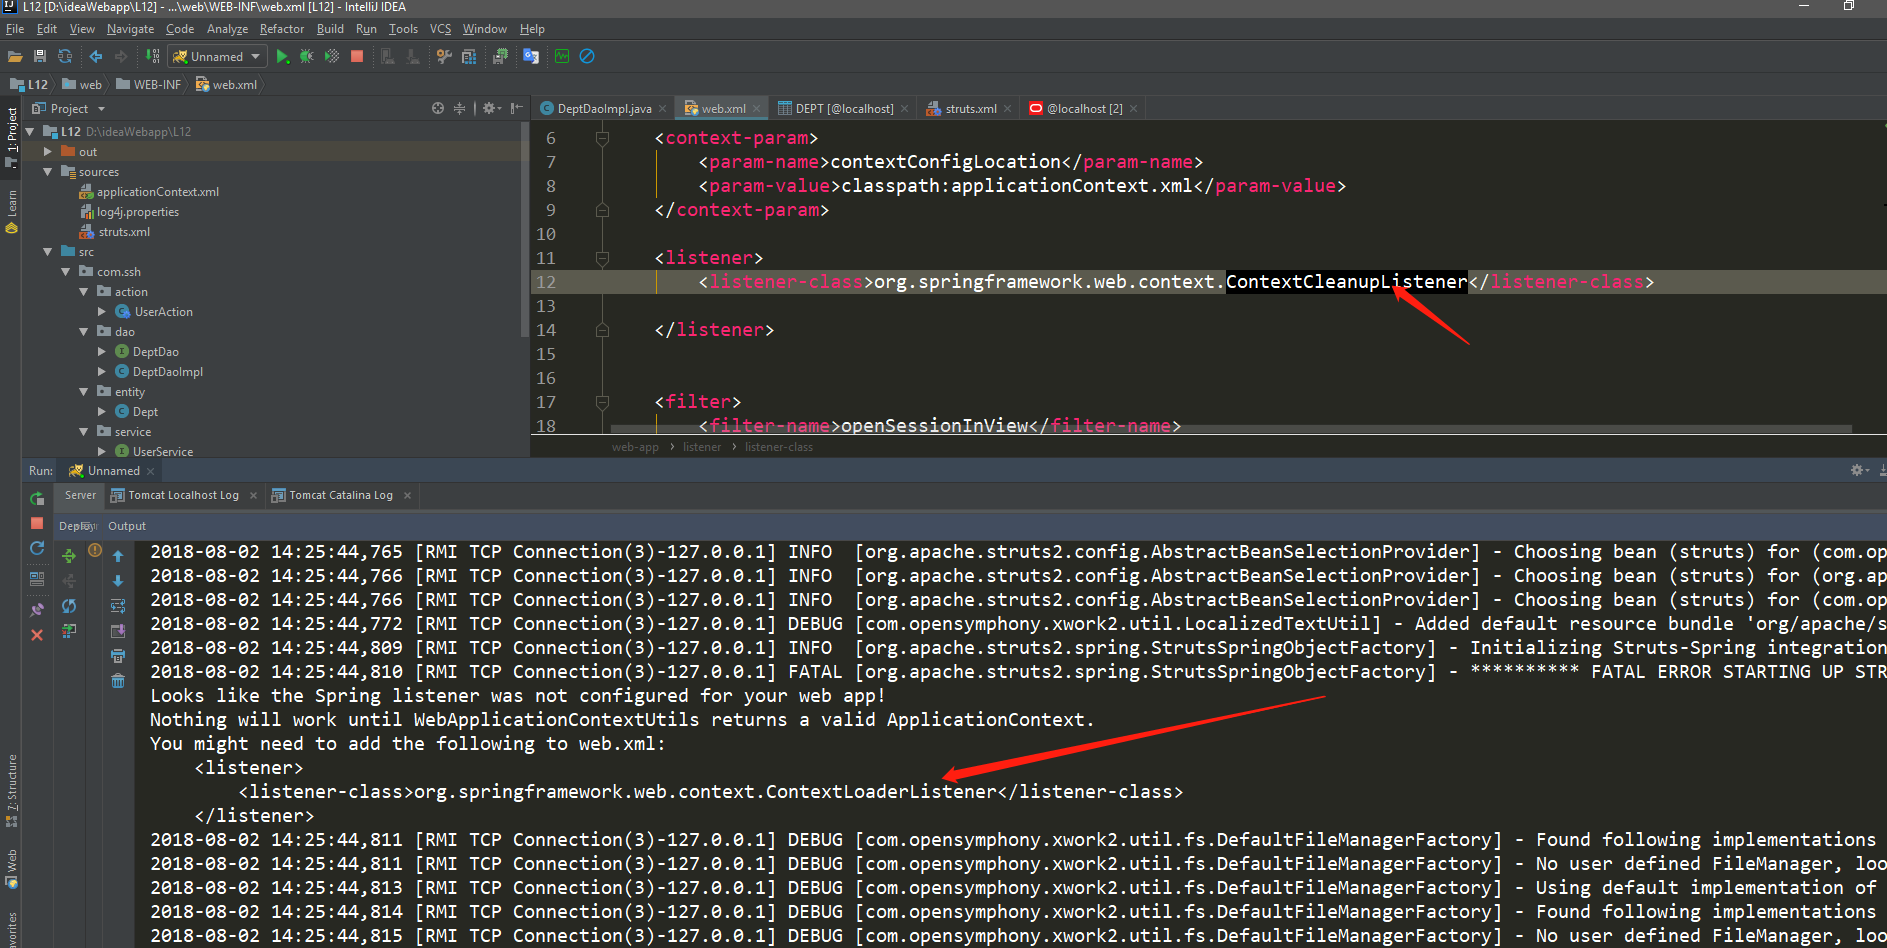 L12 [D:\ideaWebapp\L12] - ...\web\WEB-INF\web.xml [L12] - IntelliJ IDEA
File Edit View Navigate Code Analyze Refactor Build Run Tools VCS Window Help
Unnamed
L12 web WEB-INF web.xml
Project
DeptDaoImpl.java web.xml DEPT [@localhost] struts.xml @localhost [2]
1: Project
Learn
L12 D:\ideaWebapp\L12
out
sources
applicationContext.xml
log4j.properties
struts.xml
src
com.ssh
action
UserAction
dao
DeptDao
DeptDaoImpl
entity
Dept
service
UserService
6 <context-param>
7 <param-name>contextConfigLocation</param-name>
8 <param-value>classpath:applicationContext.xml</param-value>
9 </context-param>
10
11 <listener>
12 <listener-class>org.springframework.web.context.ContextCleanupListener</listener-class>
13
14 </listener>
15
16
17 <filter>
18 <filter-name>openSessionInView</filter-name>
web-app > listener > listener-class
Run: Unnamed
Server Tomcat Localhost Log Tomcat Catalina Log
Output
2018-08-02 14:25:44,765 [RMI TCP Connection(3)-127.0.0.1] INFO  [org.apache.struts2.config.AbstractBeanSelectionProvider] - Choosing bean (struts) for (com.op
2018-08-02 14:25:44,766 [RMI TCP Connection(3)-127.0.0.1] INFO  [org.apache.struts2.config.AbstractBeanSelectionProvider] - Choosing bean (struts) for (org.ap
2018-08-02 14:25:44,766 [RMI TCP Connection(3)-127.0.0.1] INFO  [org.apache.struts2.config.AbstractBeanSelectionProvider] - Choosing bean (struts) for (com.op
2018-08-02 14:25:44,772 [RMI TCP Connection(3)-127.0.0.1] DEBUG [com.opensymphony.xwork2.util.LocalizedTextUtil] - Added default resource bundle 'org/apache/s
2018-08-02 14:25:44,809 [RMI TCP Connection(3)-127.0.0.1] INFO  [org.apache.struts2.spring.StrutsSpringObjectFactory] - Initializing Struts-Spring integration
2018-08-02 14:25:44,810 [RMI TCP Connection(3)-127.0.0.1] FATAL [org.apache.struts2.spring.StrutsSpringObjectFactory] - ********** FATAL ERROR STARTING UP STR
Looks like the Spring listener was not configured for your web app!
Nothing will work until WebApplicationContextUtils returns a valid ApplicationContext.
You might need to add the following to web.xml:
<listener>
<listener-class>org.springframework.web.context.ContextLoaderListener</listener-class>
</listener>
2018-08-02 14:25:44,811 [RMI TCP Connection(3)-127.0.0.1] DEBUG [com.opensymphony.xwork2.util.fs.DefaultFileManagerFactory] - Found following implementations
2018-08-02 14:25:44,811 [RMI TCP Connection(3)-127.0.0.1] DEBUG [com.opensymphony.xwork2.util.fs.DefaultFileManagerFactory] - No user defined FileManager, loo
2018-08-02 14:25:44,813 [RMI TCP Connection(3)-127.0.0.1] DEBUG [com.opensymphony.xwork2.util.fs.DefaultFileManagerFactory] - Using default implementation of
2018-08-02 14:25:44,814 [RMI TCP Connection(3)-127.0.0.1] DEBUG [com.opensymphony.xwork2.util.fs.DefaultFileManagerFactory] - Found following implementations
2018-08-02 14:25:44,815 [RMI TCP Connection(3)-127.0.0.1] DEBUG [com.opensymphony.xwork2.util.fs.DefaultFileManagerFactory] - No user defined FileManager, loo
7: Structure
Web
avorites